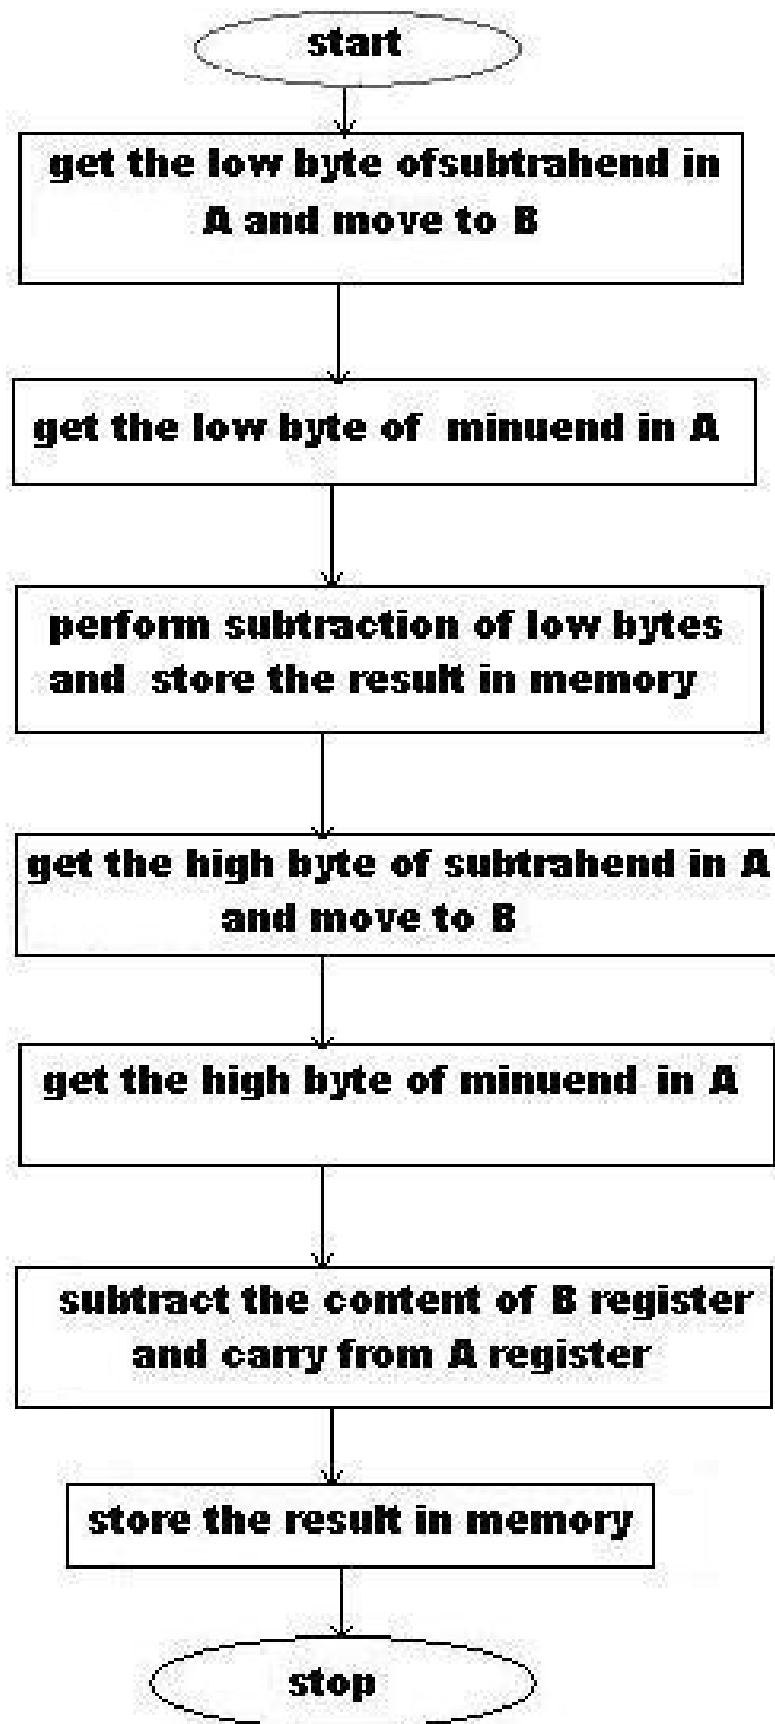 start
get the low byte ofsubtrahend in
A and move to B
get the low byte of minuend in A
perform subtraction of low bytes
and store the result in memory
get the high byte of subtrahend in A
and move to B
get the high byte of minuend in A
subtract the content of B register
and carry from A register
store the result in memory
stop